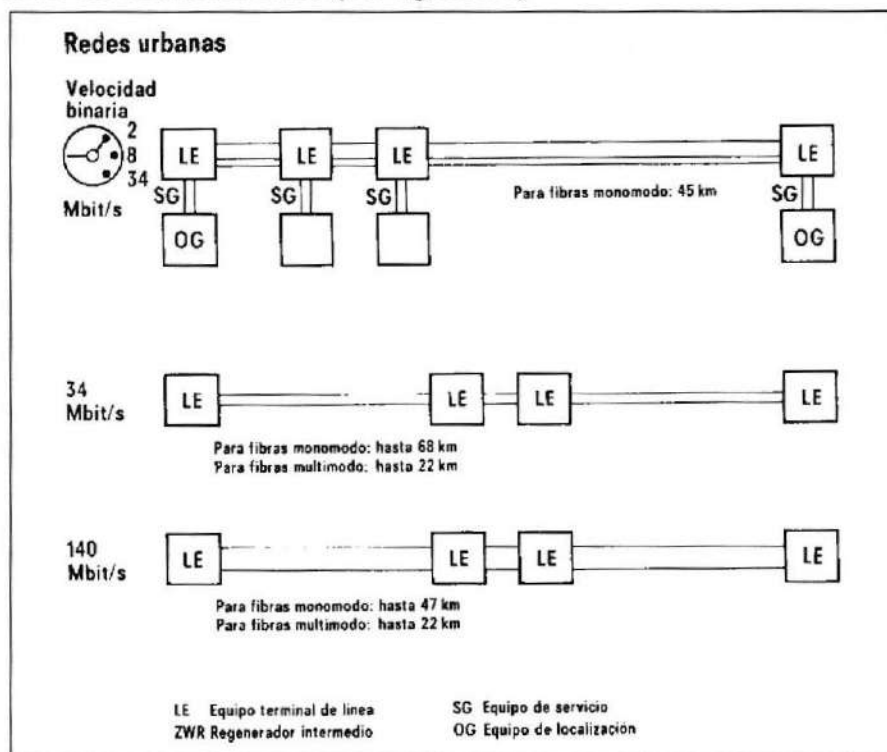 Redes urbanas
Velocidad
binaria
2
8
34
Mbit/s
LE LE LE LE
SG SG SG SG
Para fibras monomodo: 45 km
OG OG
34
Mbit/s
LE LE LE LE
Para fibras monomodo: hasta 68 km
Para fibras multimodo: hasta 22 km
140
Mbit/s
LE LE LE LE
Para fibras monomodo: hasta 47 km
Para fibras multimodo: hasta 22 km
LE Equipo terminal de linea
ZWR Regenerador intermedio
SG Equipo de servicio
OG Equipo de localización